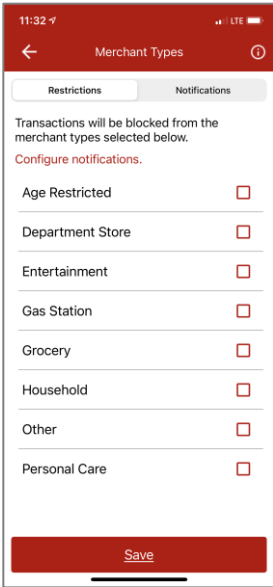 11:32
LTE
Merchant Types
Restrictions
Notifications
Transactions will be blocked from the
merchant types selected below.
Configure notifications.
Age Restricted
Department Store
Entertainment
Gas Station
Grocery
Household
Other
Personal Care
Save